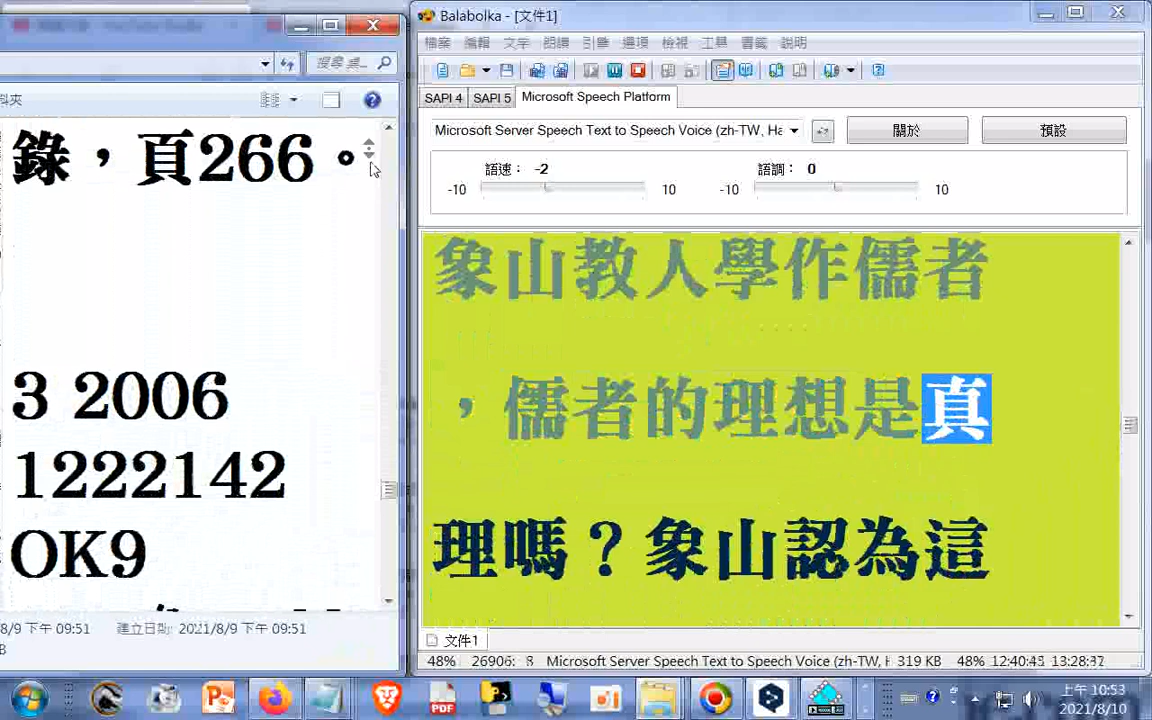 Balabolka - [文件1]
檔案 編輯 文字 朗讀 引擎 選項 檢視 工具 書籤 說明
SAPI 4 SAPI 5 Microsoft Speech Platform
Microsoft Server Speech Text to Speech Voice (zh-TW, Ha
關於
預設
語速： -2
-10 10
語調： 0
-10 10
象山教人學作儒者
，儒者的理想是真
理嗎？象山認為這
文件1
48% 26906: 8 Microsoft Server Speech Text to Speech Voice (zh-TW, H 319 KB 48% 12:40:43 13:28:37
搜尋 桌...
料夾
錄，頁266。
3 2006
1222142
OK9
8/9 下午 09:51 建立日期: 2021/8/9 下午 09:51
B
上午 10:53
2021/8/10